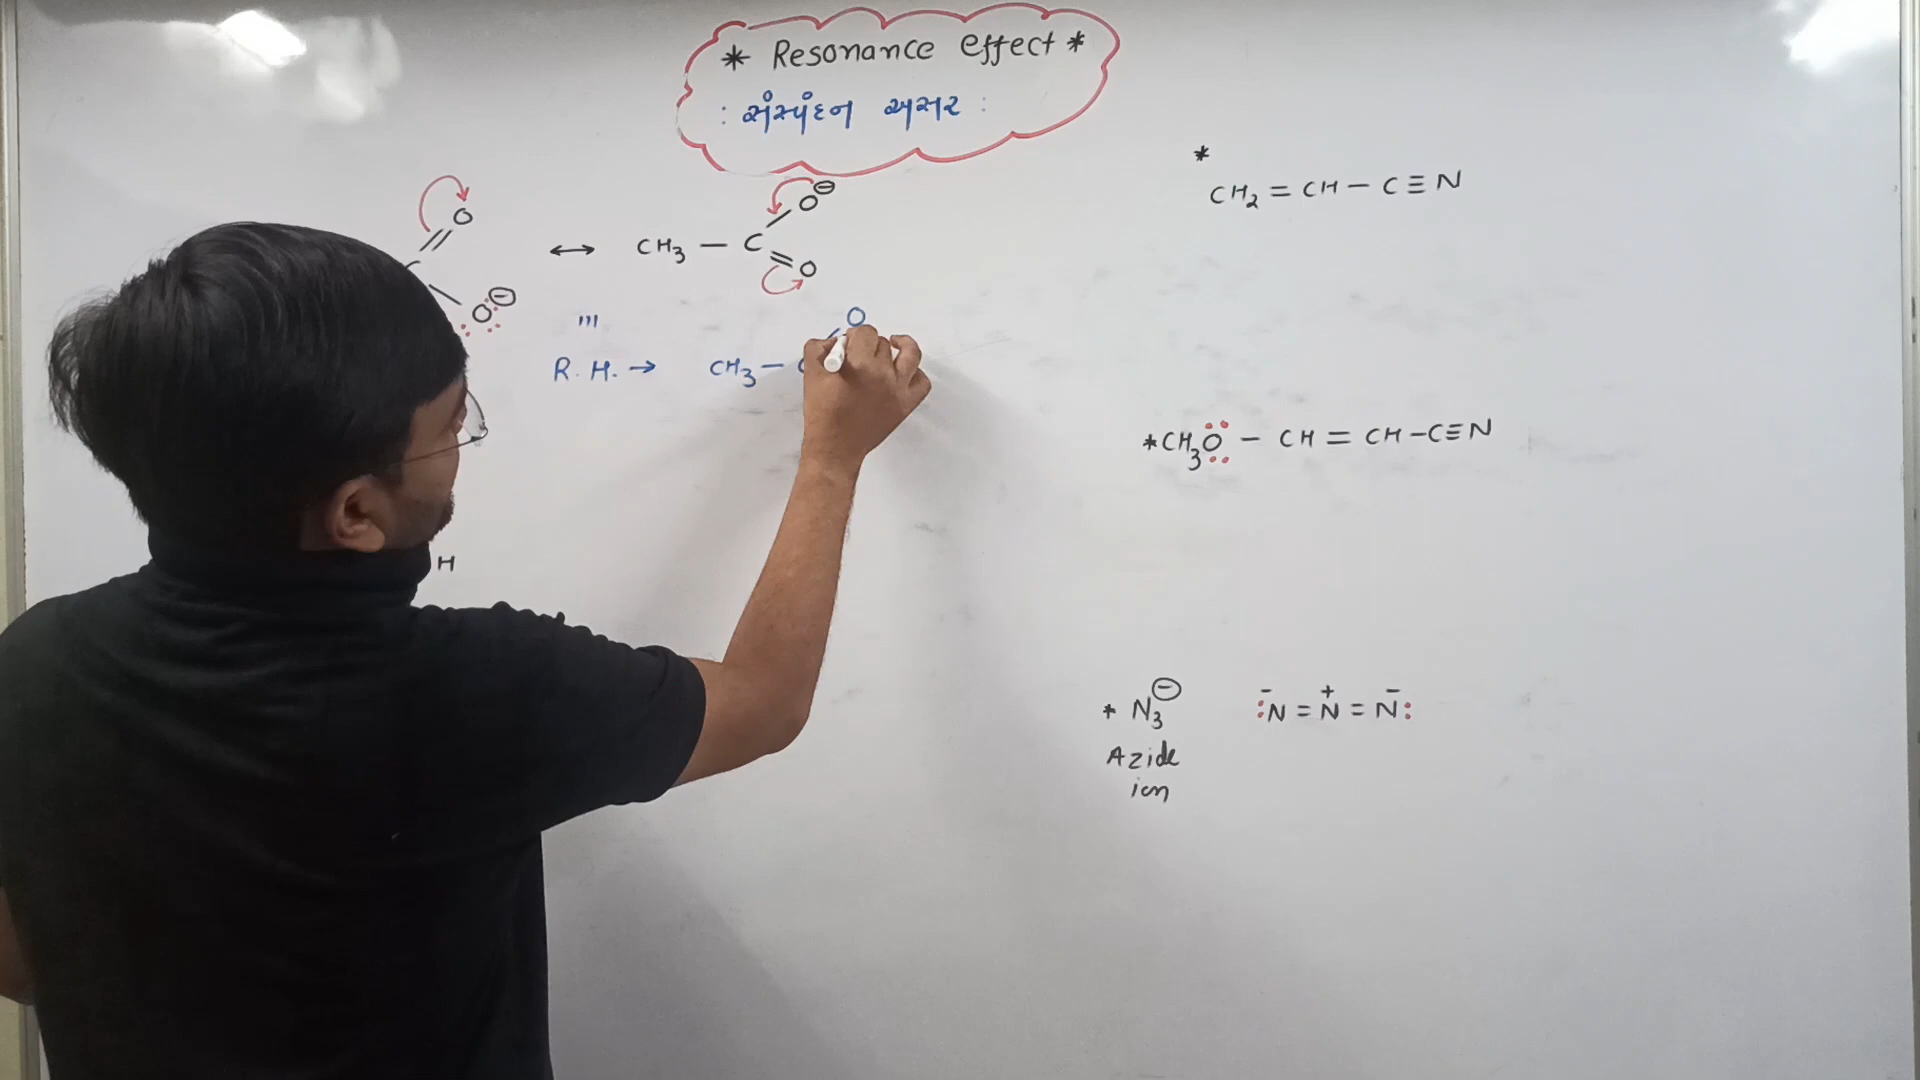 * Resonance effect *
: સંસ્પંદન અસર :
O
O⊖
↔ CH₃ – C
O⊖
O
'''
R. H. → CH₃ –
O
H
*
CH₂ = CH – C ≡ N
* CH₃O – CH = CH – C ≡ N
* N₃⊖ :N⁻ = N⁺ = N⁻:
Azide
ion